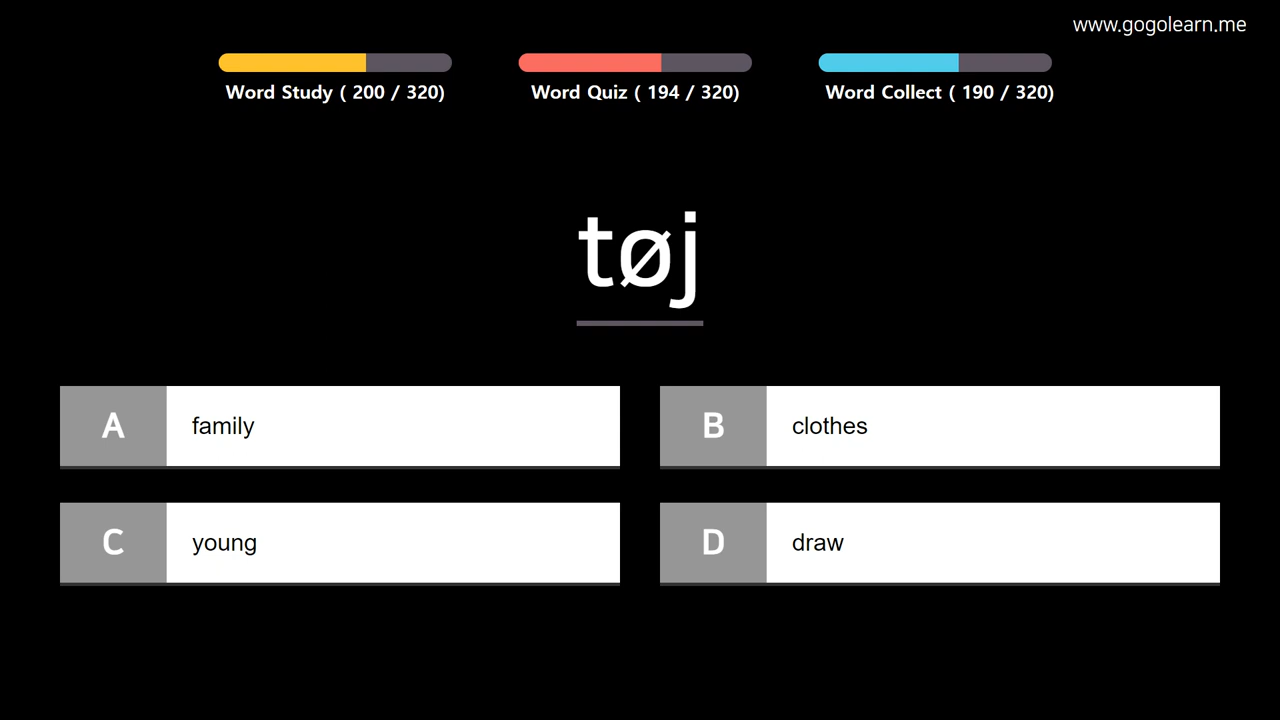 www.gogolearn.me
Word Study ( 200 / 320)
Word Quiz ( 194 / 320)
Word Collect ( 190 / 320)
tøj
A family
B clothes
C young
D draw